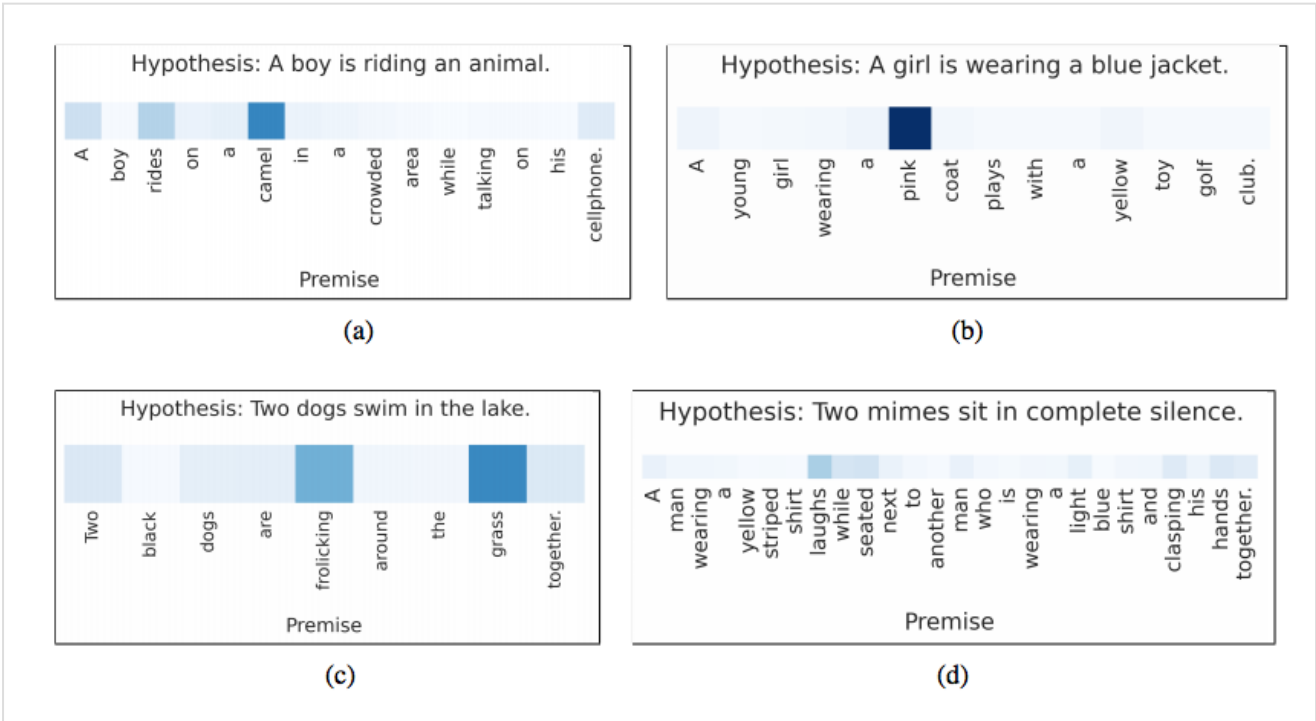 Hypothesis: A boy is riding an animal.
A boy rides on a camel in a crowded area while talking on his cellphone.
Premise
(a)
Hypothesis: A girl is wearing a blue jacket.
A young girl wearing a pink coat plays with a yellow toy golf club.
Premise
(b)
Hypothesis: Two dogs swim in the lake.
Two black dogs are frolicking around the grass together.
Premise
(c)
Hypothesis: Two mimes sit in complete silence.
A man wearing a yellow striped shirt laughs while seated next to another man who is wearing a light blue shirt and clasping his hands together.
Premise
(d)